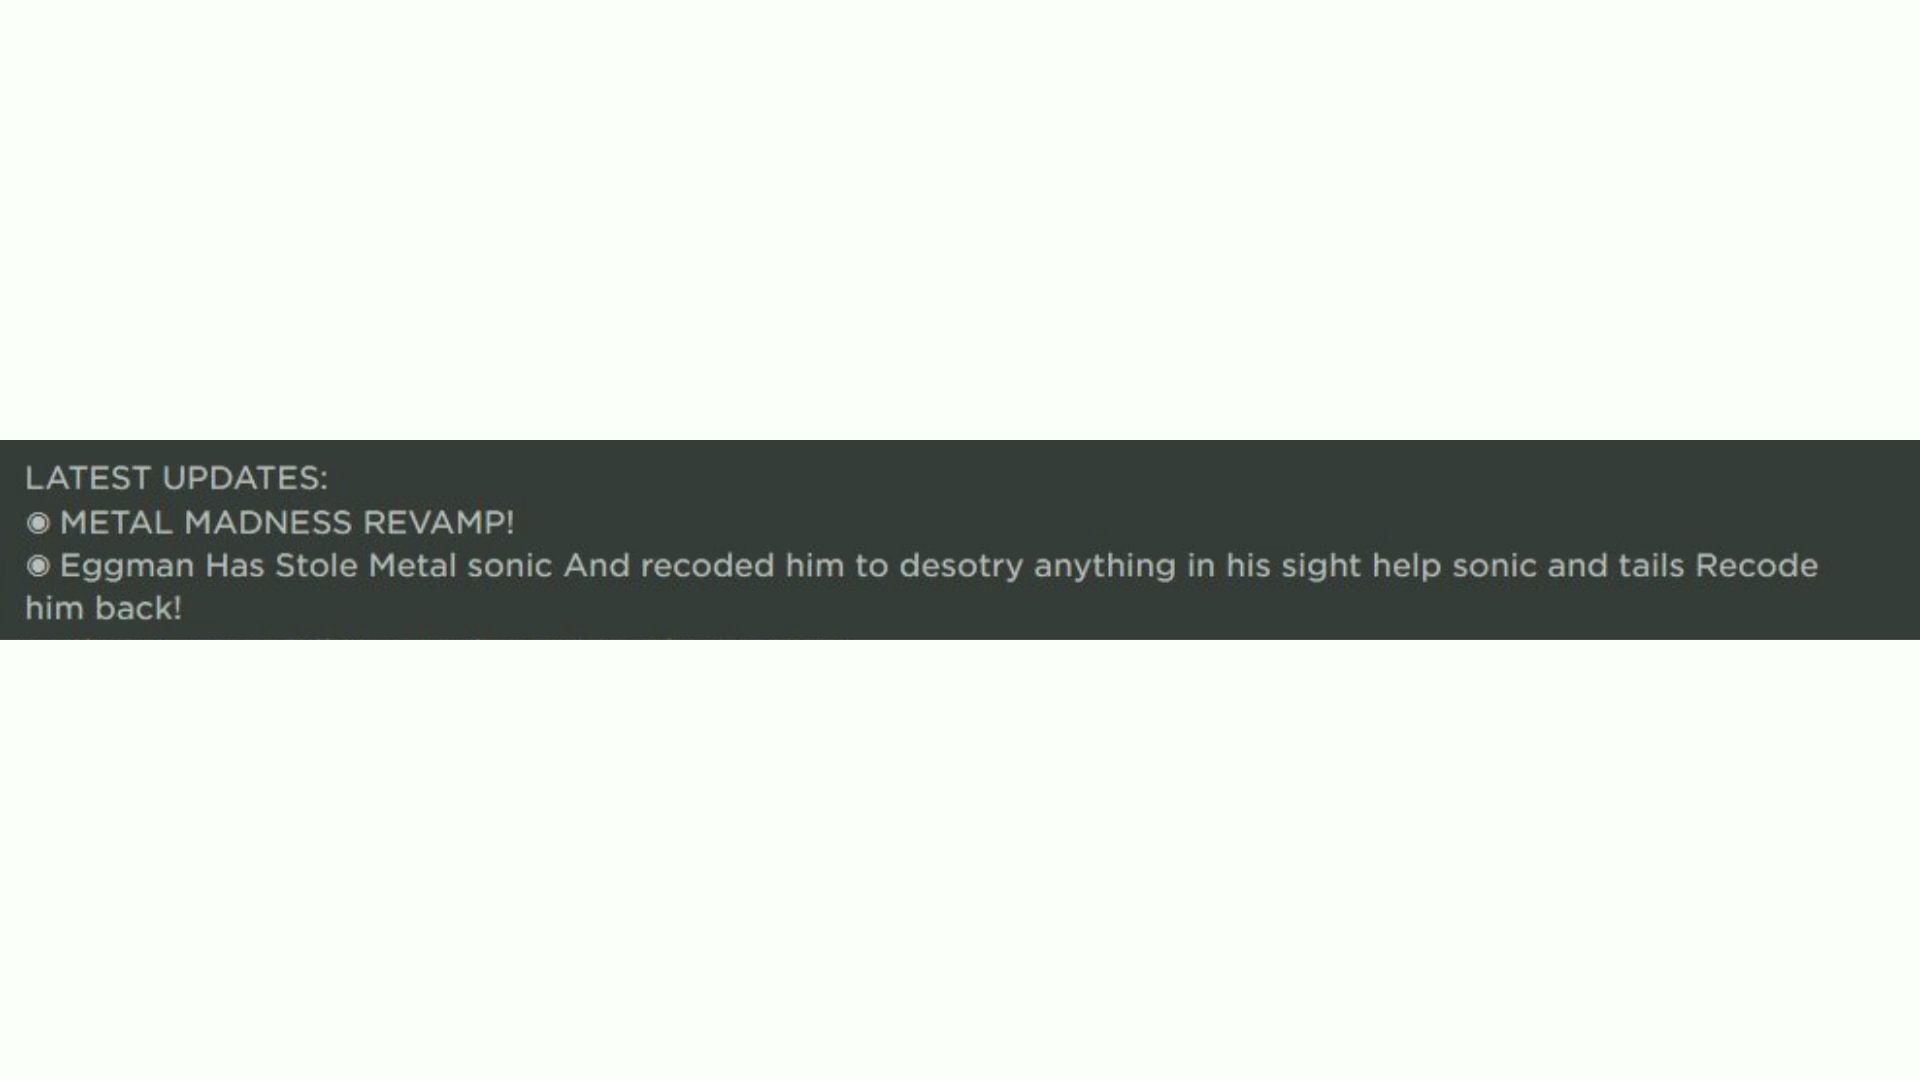 LATEST UPDATES:
◉ METAL MADNESS REVAMP!
◉ Eggman Has Stole Metal sonic And recoded him to desotry anything in his sight help sonic and tails Recode
him back!